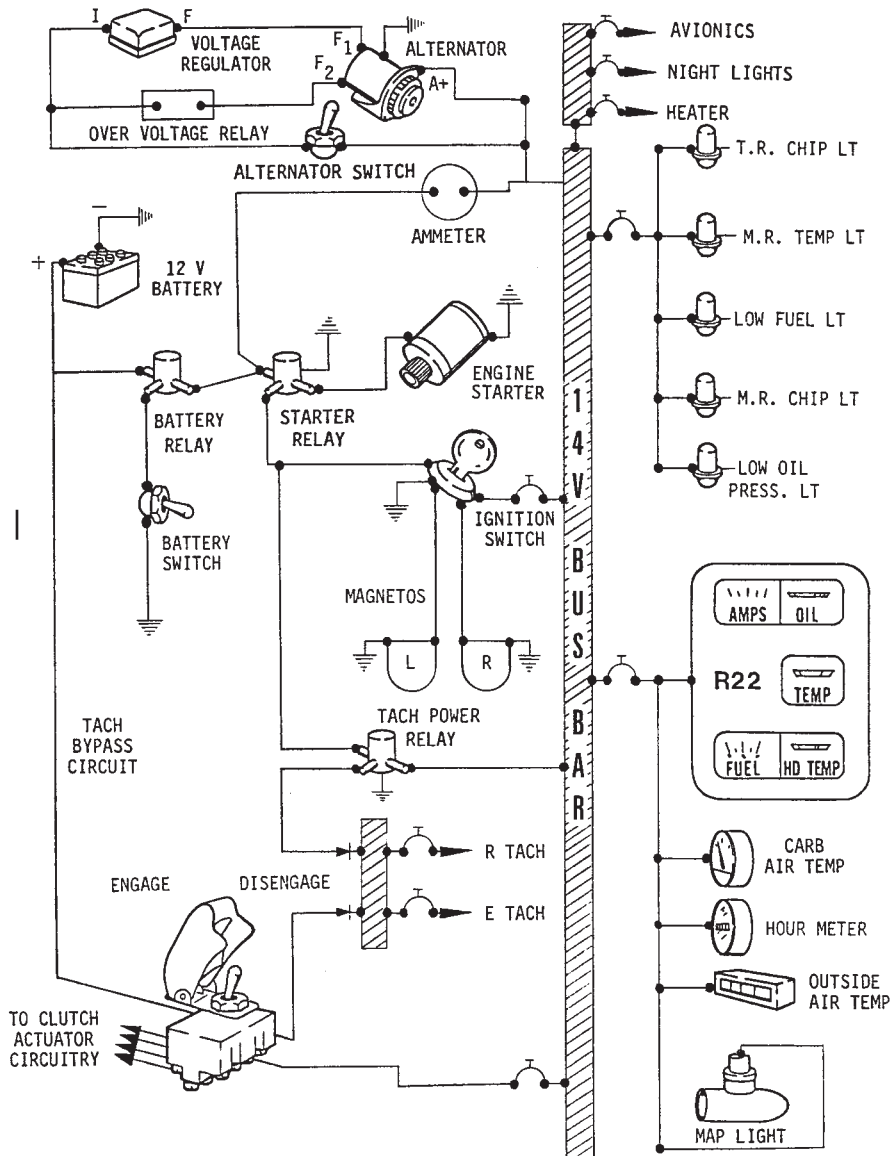 I
F
VOLTAGE
REGULATOR
F1
F2
ALTERNATOR
A+
OVER VOLTAGE RELAY
ALTERNATOR SWITCH
AMMETER
−
+
12 V
BATTERY
ENGINE
STARTER
BATTERY
RELAY
STARTER
RELAY
BATTERY
SWITCH
IGNITION
SWITCH
MAGNETOS
L
R
TACH POWER
RELAY
TACH
BYPASS
CIRCUIT
R TACH
E TACH
ENGAGE
DISENGAGE
TO CLUTCH
ACTUATOR
CIRCUITRY
14V BUS BAR
AVIONICS
NIGHT LIGHTS
HEATER
T.R. CHIP LT
M.R. TEMP LT
LOW FUEL LT
M.R. CHIP LT
LOW OIL
PRESS. LT
AMPS
OIL
R22
TEMP
FUEL
HD TEMP
CARB
AIR TEMP
HOUR METER
OUTSIDE
AIR TEMP
MAP LIGHT